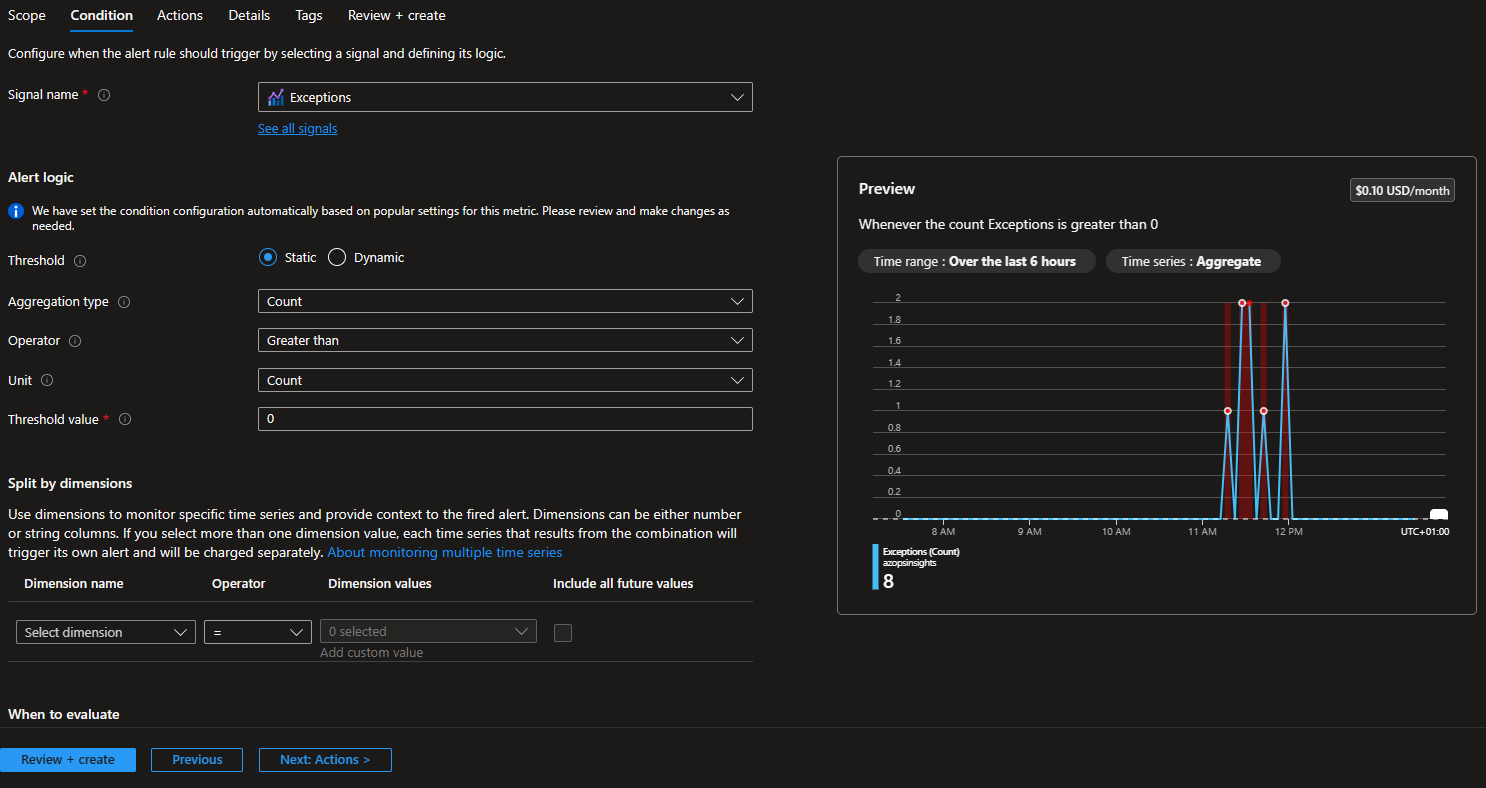 Scope Condition Actions Details Tags Review + create
Configure when the alert rule should trigger by selecting a signal and defining its logic.
Signal name *
Exceptions
See all signals
Alert logic
We have set the condition configuration automatically based on popular settings for this metric. Please review and make changes as
needed.
Threshold
Static Dynamic
Aggregation type
Count
Operator
Greater than
Unit
Count
Threshold value *
0
Split by dimensions
Use dimensions to monitor specific time series and provide context to the fired alert. Dimensions can be either number
or string columns. If you select more than one dimension value, each time series that results from the combination will
trigger its own alert and will be charged separately. About monitoring multiple time series
Dimension name Operator Dimension values Include all future values
Select dimension = 0 selected
Add custom value
When to evaluate
Review + create Previous Next: Actions >
Preview
$0.10 USD/month
Whenever the count Exceptions is greater than 0
Time range : Over the last 6 hours Time series : Aggregate
2
1.8
1.6
1.4
1.2
1
0.8
0.6
0.4
0.2
0
8 AM 9 AM 10 AM 11 AM 12 PM UTC+01:00
Exceptions (Count)
azopsinsights
8